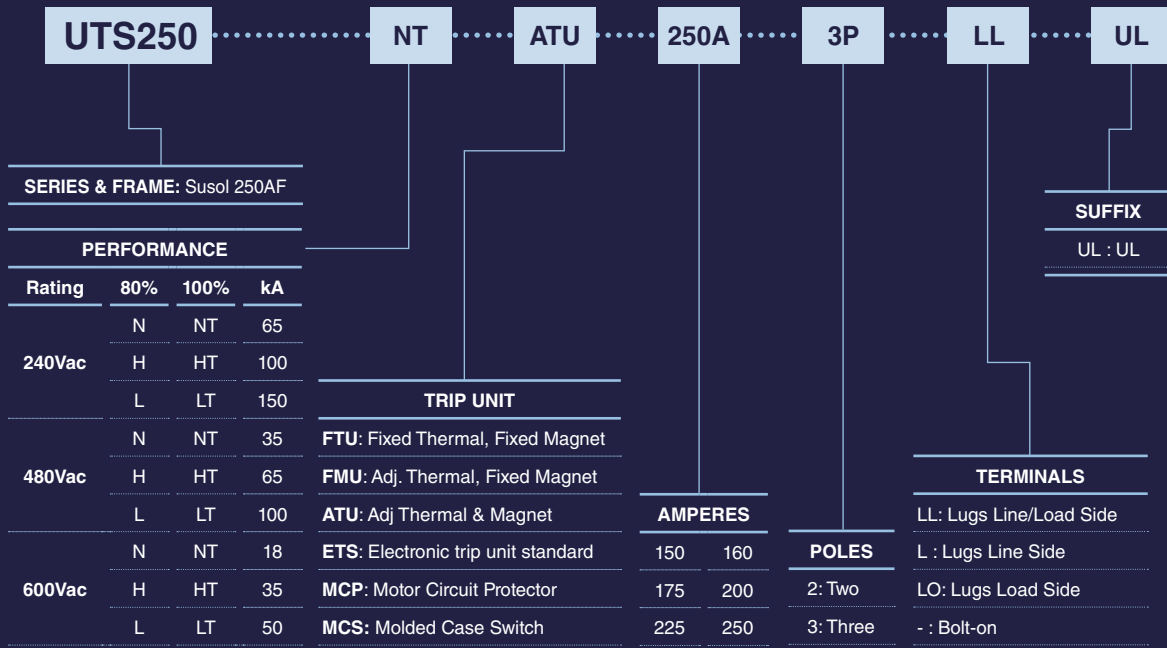 UTS250 NT ATU 250A 3P LL UL
SERIES & FRAME: Susol 250AF
PERFORMANCE
Rating 80% 100% kA
240Vac
N NT 65
H HT 100
L LT 150
480Vac
N NT 35
H HT 65
L LT 100
600Vac
N NT 18
H HT 35
L LT 50
TRIP UNIT
FTU: Fixed Thermal, Fixed Magnet
FMU: Adj. Thermal, Fixed Magnet
ATU: Adj Thermal & Magnet
ETS: Electronic trip unit standard
MCP: Motor Circuit Protector
MCS: Molded Case Switch
AMPERES
150 160
175 200
225 250
POLES
2: Two
3: Three
TERMINALS
LL: Lugs Line/Load Side
L : Lugs Line Side
LO: Lugs Load Side
- : Bolt-on
SUFFIX
UL : UL